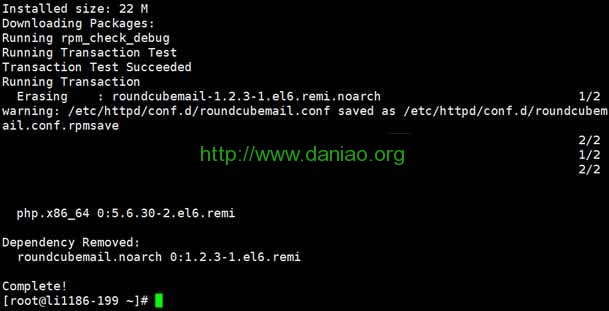 Installed size: 22 M
Downloading Packages:
Running rpm_check_debug
Running Transaction Test
Transaction Test Succeeded
Running Transaction
  Erasing    : roundcubemail-1.2.3-1.el6.remi.noarch                          1/2
warning: /etc/httpd/conf.d/roundcubemail.conf saved as /etc/httpd/conf.d/roundcubem
ail.conf.rpmsave
2/2
http://www.daniao.org
1/2
2/2
  php.x86_64 0:5.6.30-2.el6.remi
Dependency Removed:
  roundcubemail.noarch 0:1.2.3-1.el6.remi
Complete!
[root@li1186-199 ~]#